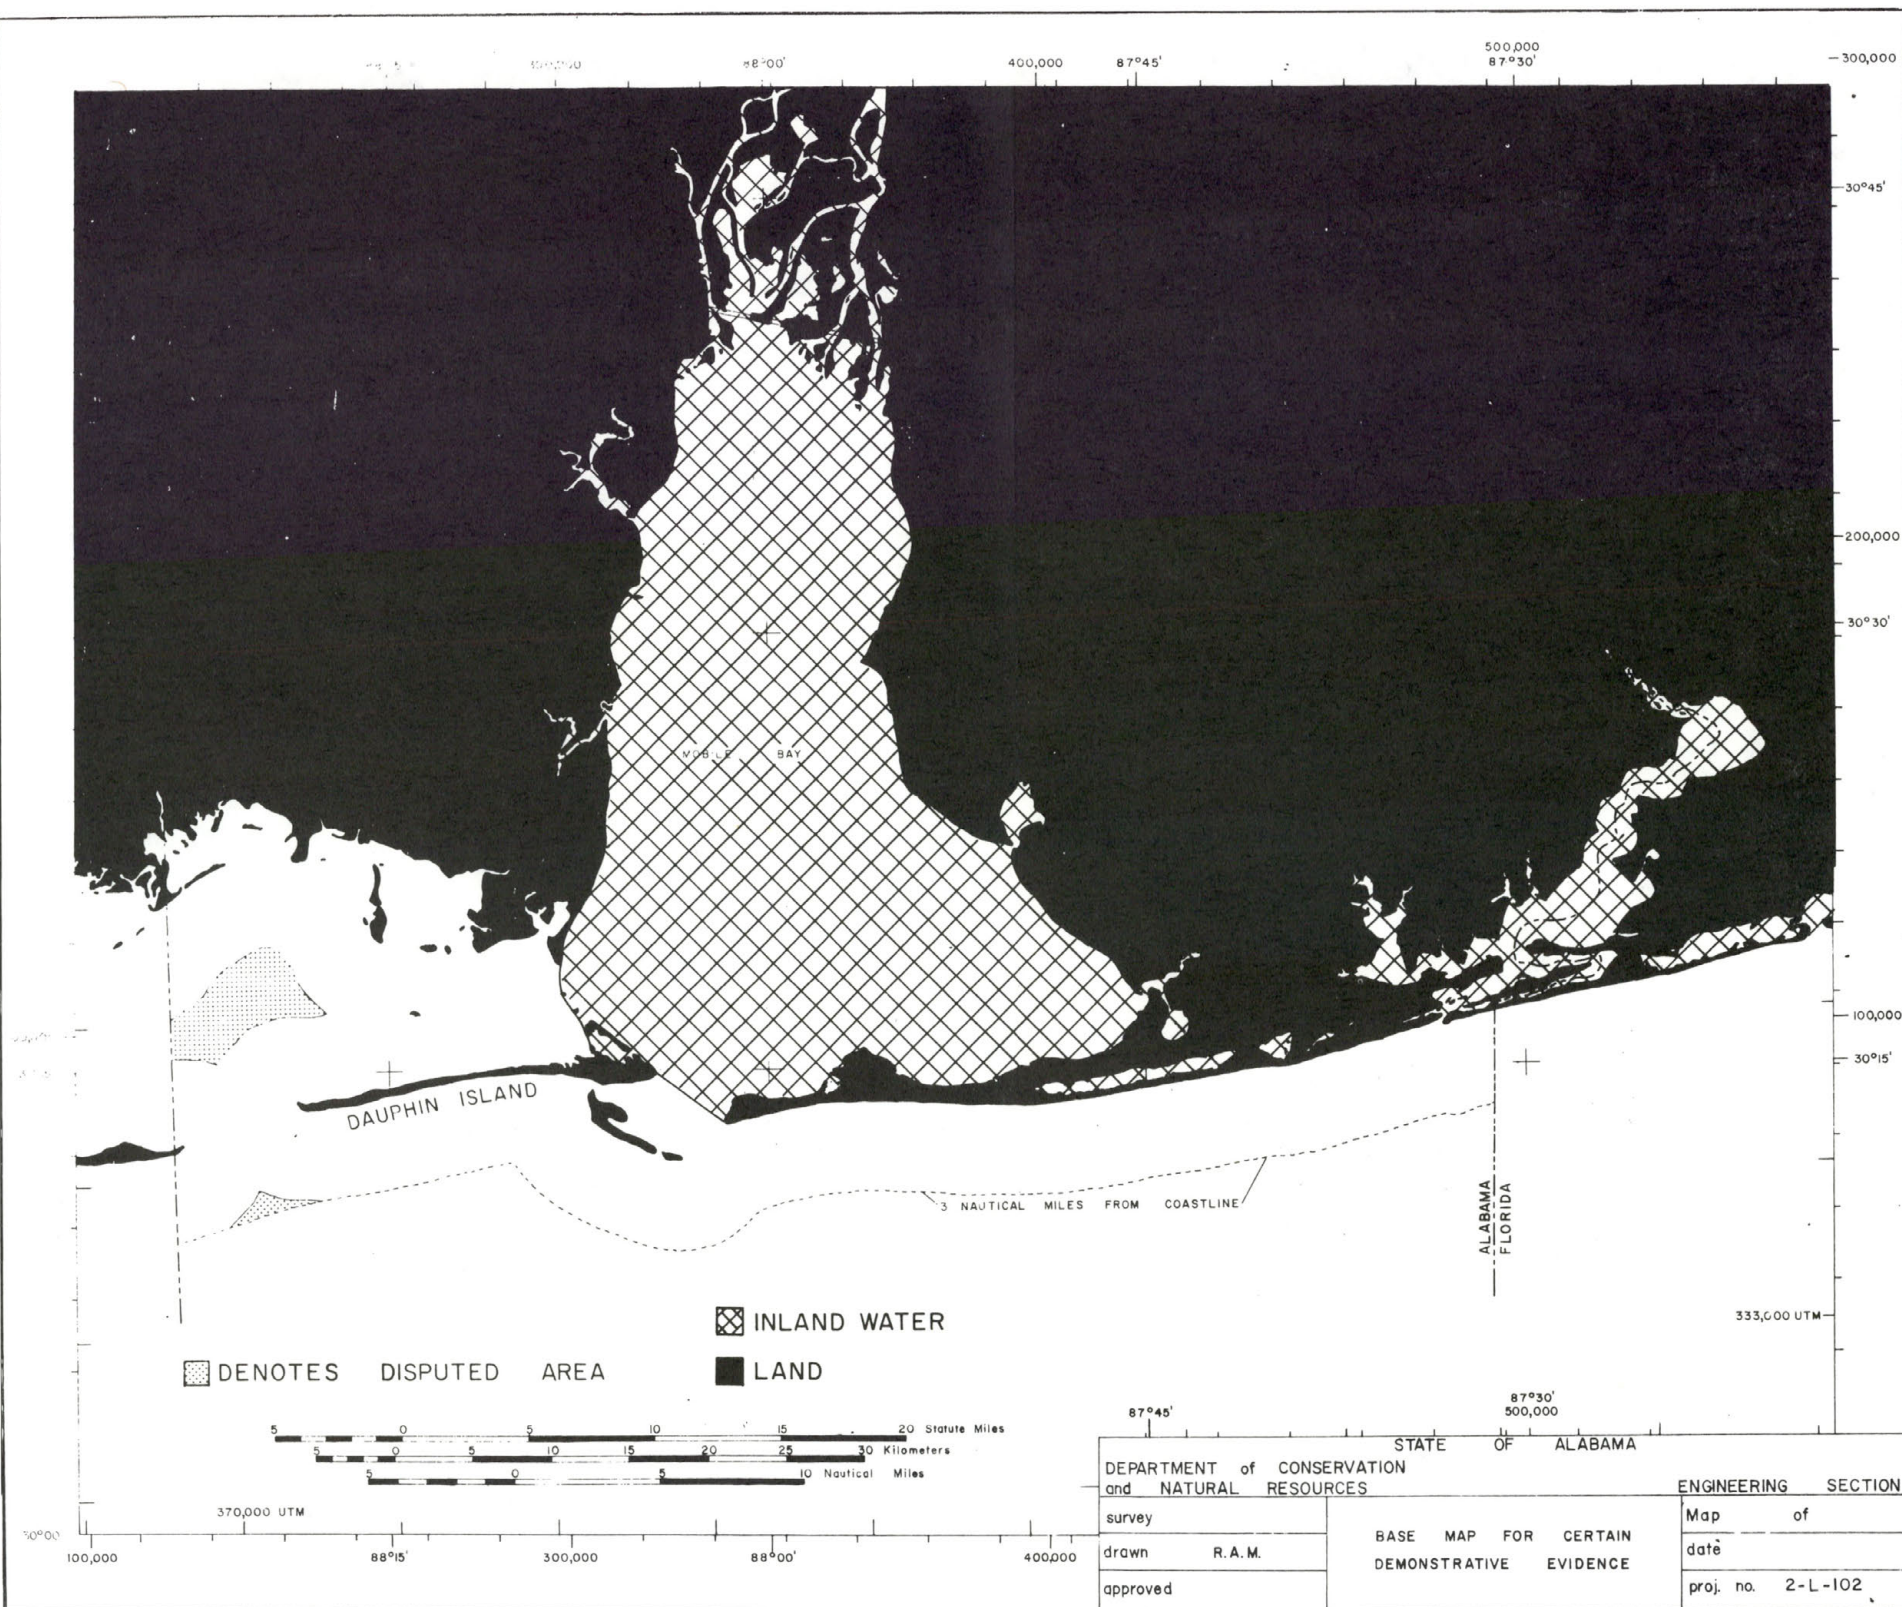 500,000
88°00' 400,000 87°45' 87°30' 300,000
30°45'
200,000
30°30'
MOBILE BAY
100,000
30°15'
DAUPHIN ISLAND
3 NAUTICAL MILES FROM COASTLINE
ALABAMA
FLORIDA
333,000 UTM
INLAND WATER
DENOTES DISPUTED AREA
LAND
87°30'
87°45' 500,000
5 0 5 10 15 20 Statute Miles
5 0 5 10 15 20 25 30 Kilometers
5 0 5 10 Nautical Miles
370,000 UTM
30°00
100,000 88°15' 300,000 88°00' 400,000
STATE OF ALABAMA
DEPARTMENT of CONSERVATION
and NATURAL RESOURCES
ENGINEERING SECTION
survey
drawn R.A.M.
approved
BASE MAP FOR CERTAIN
DEMONSTRATIVE EVIDENCE
Map of
date
proj. no. 2-L-102